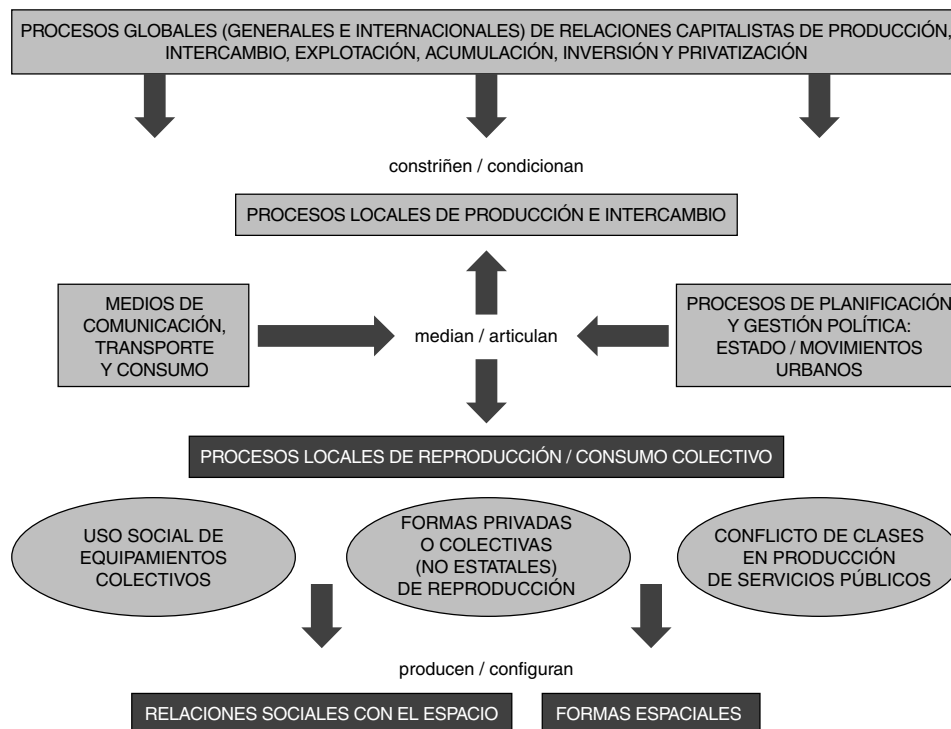 PROCESOS GLOBALES (GENERALES E INTERNACIONALES) DE RELACIONES CAPITALISTAS DE PRODUCCIÓN,
INTERCAMBIO, EXPLOTACIÓN, ACUMULACIÓN, INVERSIÓN Y PRIVATIZACIÓN
constriñen / condicionan
PROCESOS LOCALES DE PRODUCCIÓN E INTERCAMBIO
MEDIOS DE
COMUNICACIÓN,
TRANSPORTE
Y CONSUMO
median / articulan
PROCESOS DE PLANIFICACIÓN
Y GESTIÓN POLÍTICA:
ESTADO / MOVIMIENTOS
URBANOS
PROCESOS LOCALES DE REPRODUCCIÓN / CONSUMO COLECTIVO
USO SOCIAL DE
EQUIPAMIENTOS
COLECTIVOS
FORMAS PRIVADAS
O COLECTIVAS
(NO ESTATALES)
DE REPRODUCCIÓN
CONFLICTO DE CLASES
EN PRODUCCIÓN
DE SERVICIOS PÚBLICOS
producen / configuran
RELACIONES SOCIALES CON EL ESPACIO
FORMAS ESPACIALES